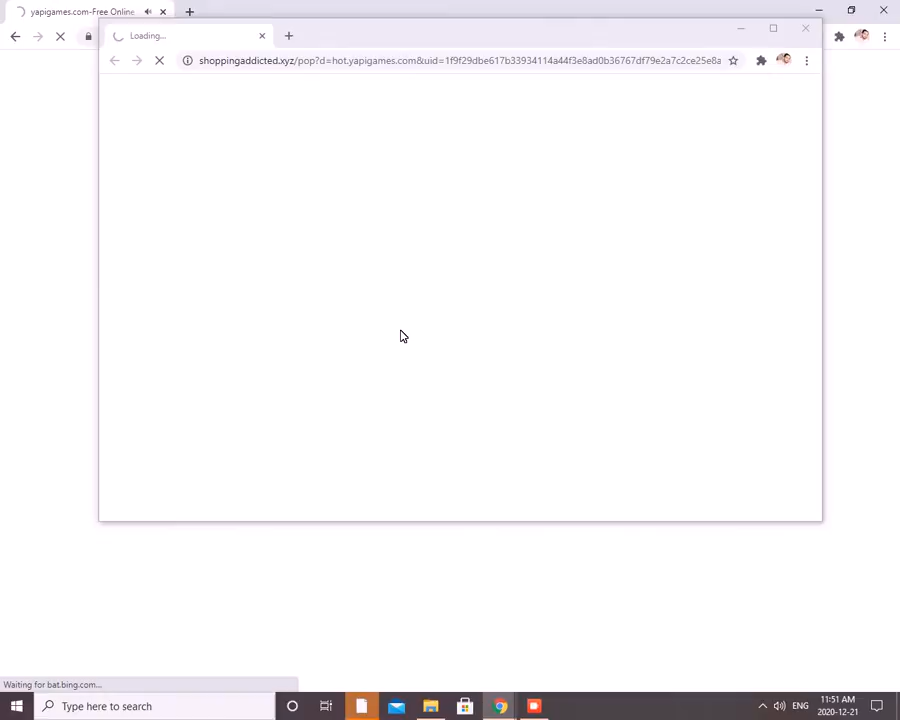 yapigames.com-Free Online
Loading...
shoppingaddicted.xyz/pop?d=hot.yapigames.com&uid=1f9f29dbe617b33934114a44f3e8ad0b36767df79e2a7c2ce25e8a
Waiting for bat.bing.com...
Type here to search
ENG
11:51 AM
2020-12-21